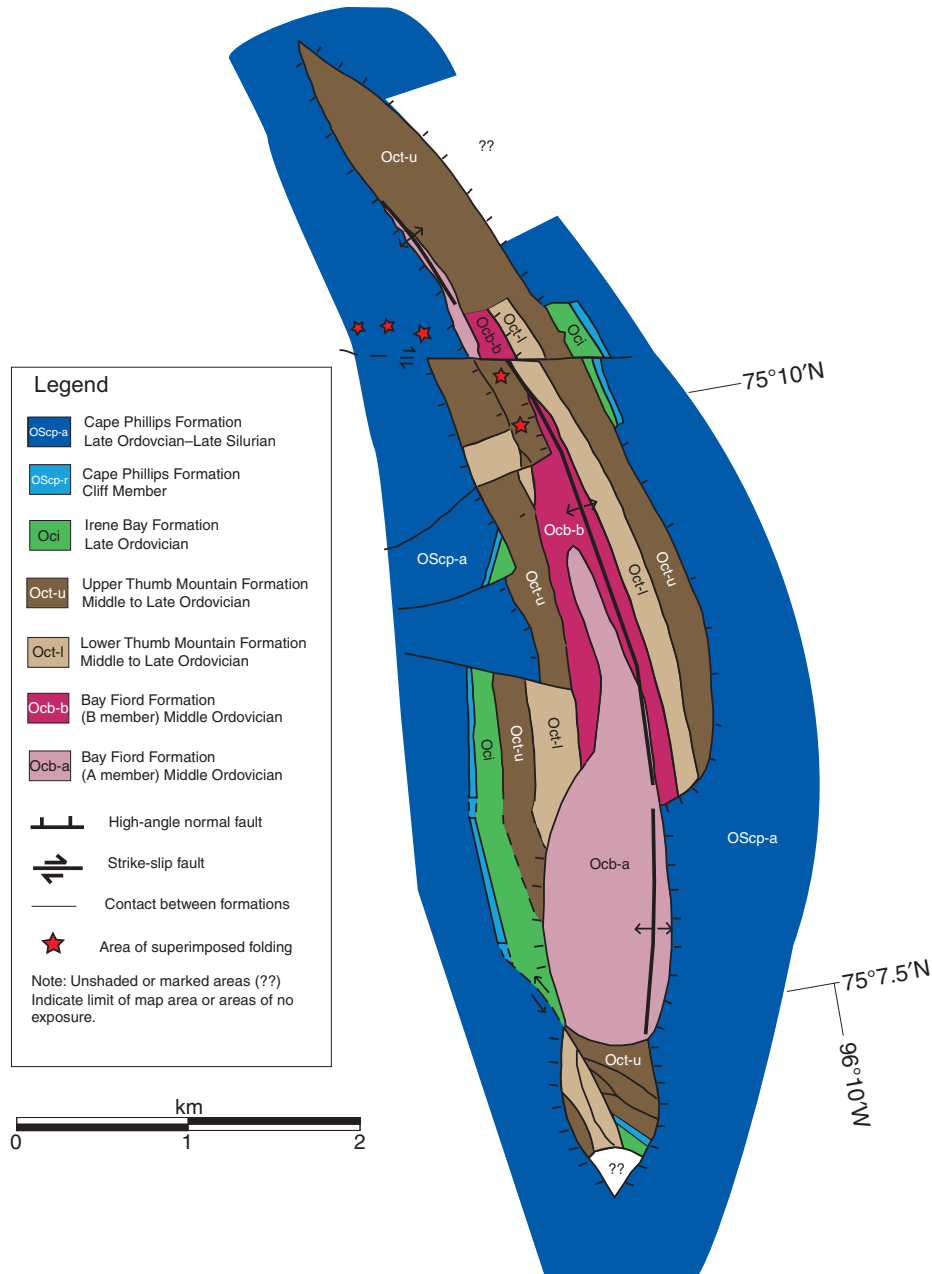 ??
Oct-u
Ocb-b
Oct-l
Oci
75°10′N
Legend
OScp-a
Cape Phillips Formation
Late Ordovcian–Late Silurian
OScp-r
Cape Phillips Formation
Cliff Member
Oci
Irene Bay Formation
Late Ordovician
Oct-u
Upper Thumb Mountain Formation
Middle to Late Ordovician
Oct-l
Lower Thumb Mountain Formation
Middle to Late Ordovician
Ocb-b
Bay Fiord Formation
(B member) Middle Ordovician
Ocb-a
Bay Fiord Formation
(A member) Middle Ordovician
High-angle normal fault
Strike-slip fault
Contact between formations
Area of superimposed folding
Note: Unshaded or marked areas (??)
Indicate limit of map area or areas of no
exposure.
Ocb-b
OScp-a
Oct-u
Oct-l
Oct-u
Oci
Oct-u
Oct-l
OScp-a
Ocb-a
75°7.5′N
96°10′W
Oct-u
??
km
0
1
2